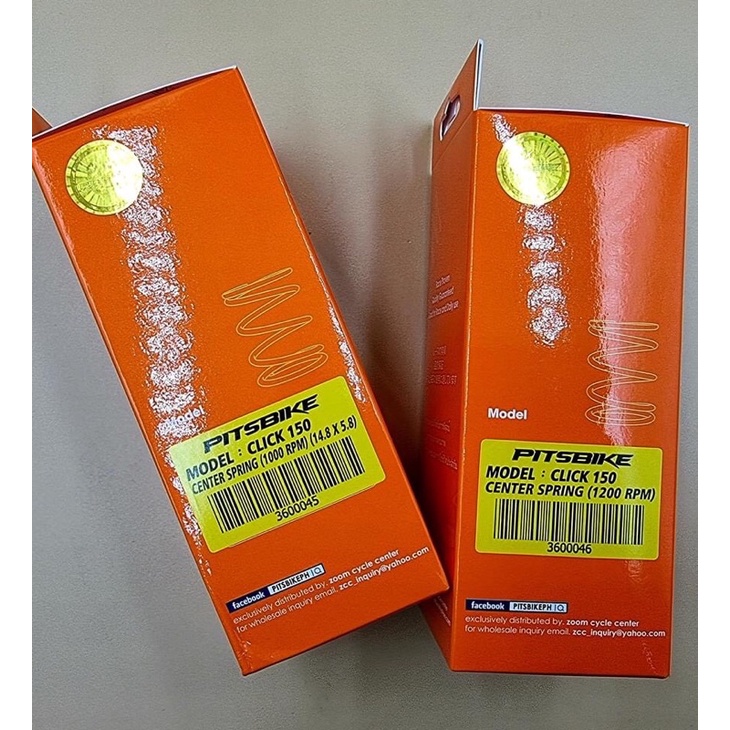 Model
PITSBIKE
MODEL : CLICK 150
CENTER SPRING (1000 RPM) (14.8 X 5.8)
3600045
facebook PITSBIKEPH
exclusively distributed by. zoom cycle center
for wholesale inquiry email. zcc_inquiry@yahoo.com
Model
PITSBIKE
MODEL : CLICK 150
CENTER SPRING (1200 RPM)
3600046
facebook PITSBIKEPH
exclusively distributed by. zoom cycle center
for wholesale inquiry email. zcc_inquiry@yahoo.com